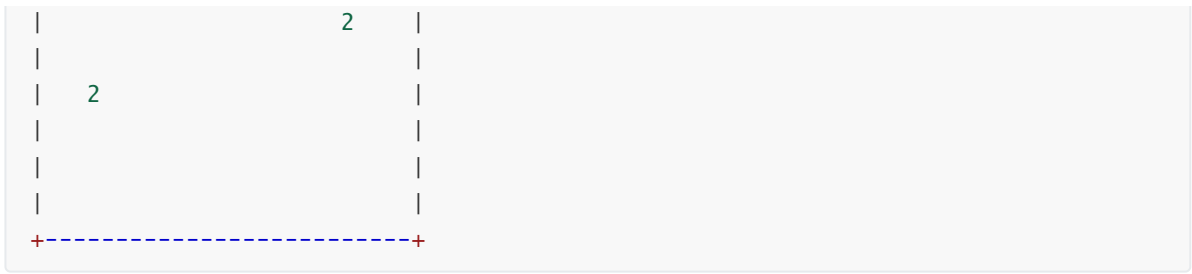 |                       2     |
|                             |
|   2                         |
|                             |
|                             |
|                             |
+-----------------------------+